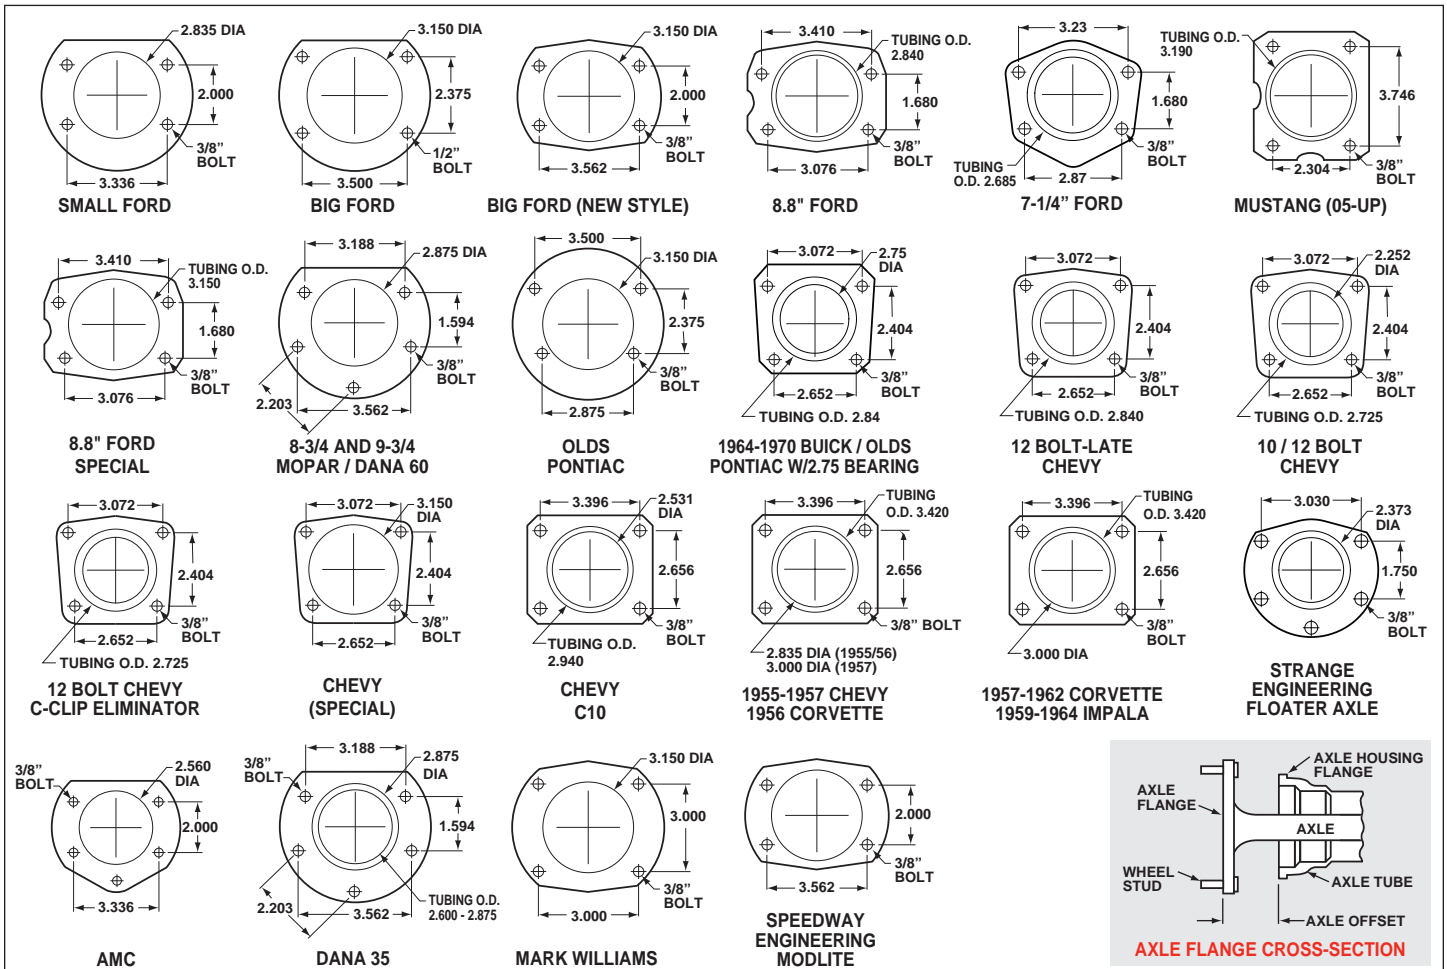 2.835 DIA
2.000
3/8”
BOLT
3.336
SMALL FORD
3.150 DIA
2.375
1/2”
BOLT
3.500
BIG FORD
3.150 DIA
2.000
3/8”
BOLT
3.562
BIG FORD (NEW STYLE)
3.410
TUBING O.D.
2.840
1.680
3/8”
BOLT
3.076
8.8" FORD
3.23
1.680
3/8”
BOLT
TUBING
O.D. 2.685
2.87
7-1/4” FORD
TUBING O.D.
3.190
3.746
3/8”
BOLT
2.304
MUSTANG (05-UP)
3.410
TUBING O.D.
3.150
1.680
3/8”
BOLT
3.076
8.8" FORD
SPECIAL
3.188
2.875 DIA
1.594
3/8”
BOLT
2.203
3.562
8-3/4 AND 9-3/4
MOPAR / DANA 60
3.500
3.150 DIA
2.375
3/8”
BOLT
2.875
OLDS
PONTIAC
3.072
2.75
DIA
2.404
3/8”
BOLT
2.652
TUBING O.D. 2.84
1964-1970 BUICK / OLDS
PONTIAC W/2.75 BEARING
3.072
2.404
3/8”
BOLT
2.652
TUBING O.D. 2.840
12 BOLT-LATE
CHEVY
3.072
2.252
DIA
2.404
3/8”
BOLT
2.652
TUBING O.D. 2.725
10 / 12 BOLT
CHEVY
3.072
2.404
3/8”
BOLT
2.652
TUBING O.D. 2.725
12 BOLT CHEVY
C-CLIP ELIMINATOR
3.072
3.150
DIA
2.404
3/8”
BOLT
2.652
CHEVY
(SPECIAL)
3.396
2.531
DIA
2.656
3/8”
BOLT
TUBING O.D.
2.940
CHEVY
C10
3.396
TUBING
O.D. 3.420
2.656
3/8” BOLT
2.835 DIA (1955/56)
3.000 DIA (1957)
1955-1957 CHEVY
1956 CORVETTE
3.396
TUBING
O.D. 3.420
2.656
3/8”
BOLT
3.000 DIA
1957-1962 CORVETTE
1959-1964 IMPALA
3.030
2.373
DIA
1.750
3/8”
BOLT
STRANGE
ENGINEERING
FLOATER AXLE
3/8”
BOLT
2.560
DIA
2.000
3.336
AMC
3.188
3/8”
BOLT
2.875
DIA
1.594
2.203
3.562
TUBING O.D.
2.600 - 2.875
DANA 35
3.150 DIA
3.000
3/8”
BOLT
3.000
MARK WILLIAMS
2.000
3/8”
BOLT
3.562
SPEEDWAY
ENGINEERING
MODLITE
AXLE HOUSING
FLANGE
AXLE
FLANGE
AXLE
WHEEL
STUD
AXLE TUBE
AXLE OFFSET
AXLE FLANGE CROSS-SECTION